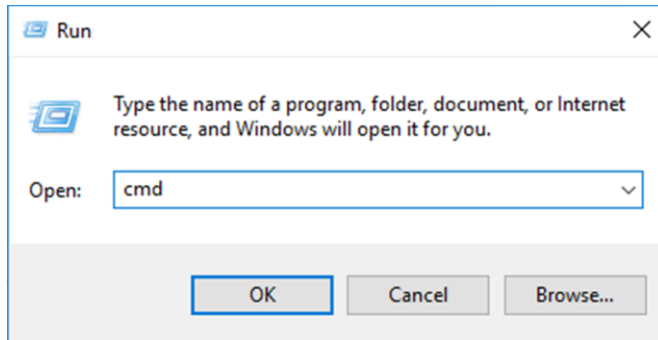 Run
Type the name of a program, folder, document, or Internet
resource, and Windows will open it for you.
Open: cmd
OK Cancel Browse...